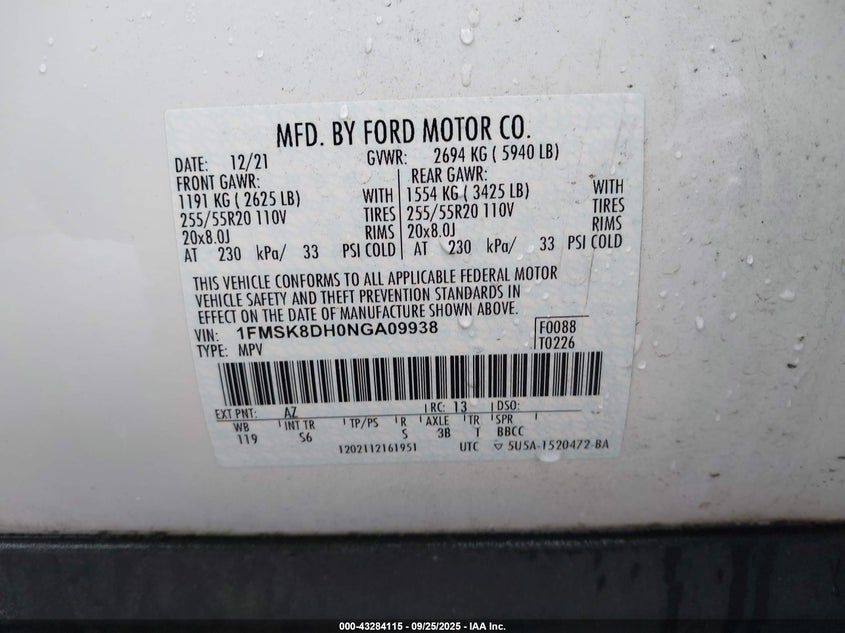 MFD. BY FORD MOTOR CO.
DATE: 12/21 GVWR: 2694 KG ( 5940 LB)
FRONT GAWR: REAR GAWR:
1191 KG ( 2625 LB) WITH 1554 KG ( 3425 LB) WITH
255/55R20 110V TIRES 255/55R20 110V TIRES
20x8.0J RIMS 20x8.0J RIMS
AT 230 kPa/ 33 PSI COLD AT 230 kPa/ 33 PSI COLD
THIS VEHICLE CONFORMS TO ALL APPLICABLE FEDERAL MOTOR
VEHICLE SAFETY AND THEFT PREVENTION STANDARDS IN
EFFECT ON THE DATE OF MANUFACTURE SHOWN ABOVE.
VIN: 1FMSK8DH0NGA09938 F0088
TYPE: MPV T0226
EXT PNT: AZ RC: 13 DSO:
WB INT TR TP/PS R AXLE TR SPR
119 S6 S 3B T BBCC
1202112161951 UTC ▽ 5U5A-1520472-BA
000-43284115 - 09/25/2025 - IAA Inc.